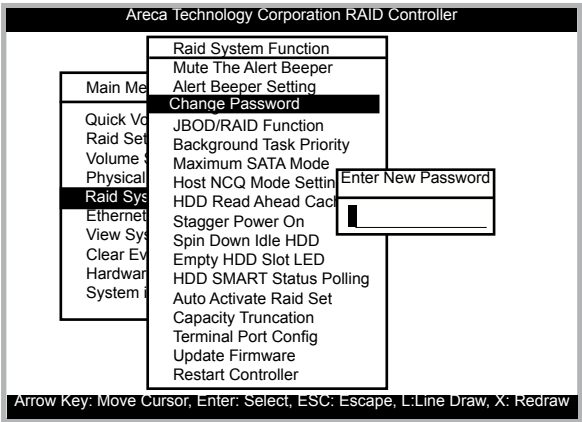 Areca Technology Corporation RAID Controller
Main Me
Quick Vo
Raid Set
Volume
Physical
Raid Sys
Ethernet
View Sys
Clear Ev
Hardwar
System i
Raid System Function
Mute The Alert Beeper
Alert Beeper Setting
Change Password
JBOD/RAID Function
Background Task Priority
Maximum SATA Mode
Host NCQ Mode Settin
HDD Read Ahead Cac
Stagger Power On
Spin Down Idle HDD
Empty HDD Slot LED
HDD SMART Status Polling
Auto Activate Raid Set
Capacity Truncation
Terminal Port Config
Update Firmware
Restart Controller
Enter New Password
Arrow Key: Move Cursor, Enter: Select, ESC: Escape, L:Line Draw, X: Redraw